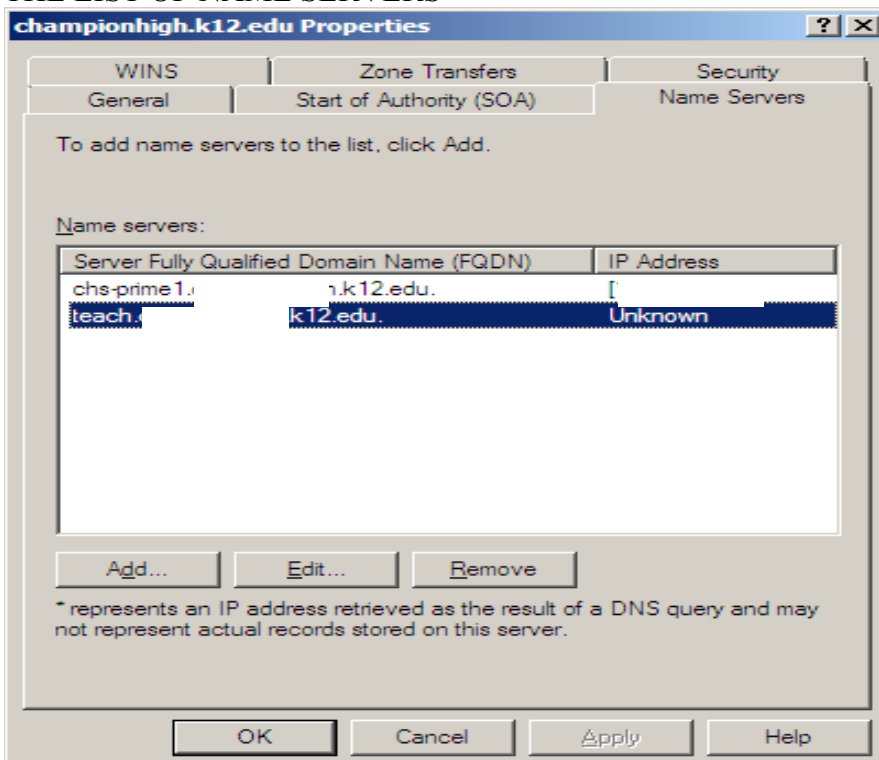 championhigh.k12.edu Properties
WINS Zone Transfers Security
General Start of Authority (SOA) Name Servers
To add name servers to the list, click Add.
Name servers:
Server Fully Qualified Domain Name (FQDN) IP Address
chs-prime1. .k12.edu. [
teach. k12.edu. Unknown
Add... Edit... Remove
* represents an IP address retrieved as the result of a DNS query and may
not represent actual records stored on this server.
OK Cancel Apply Help